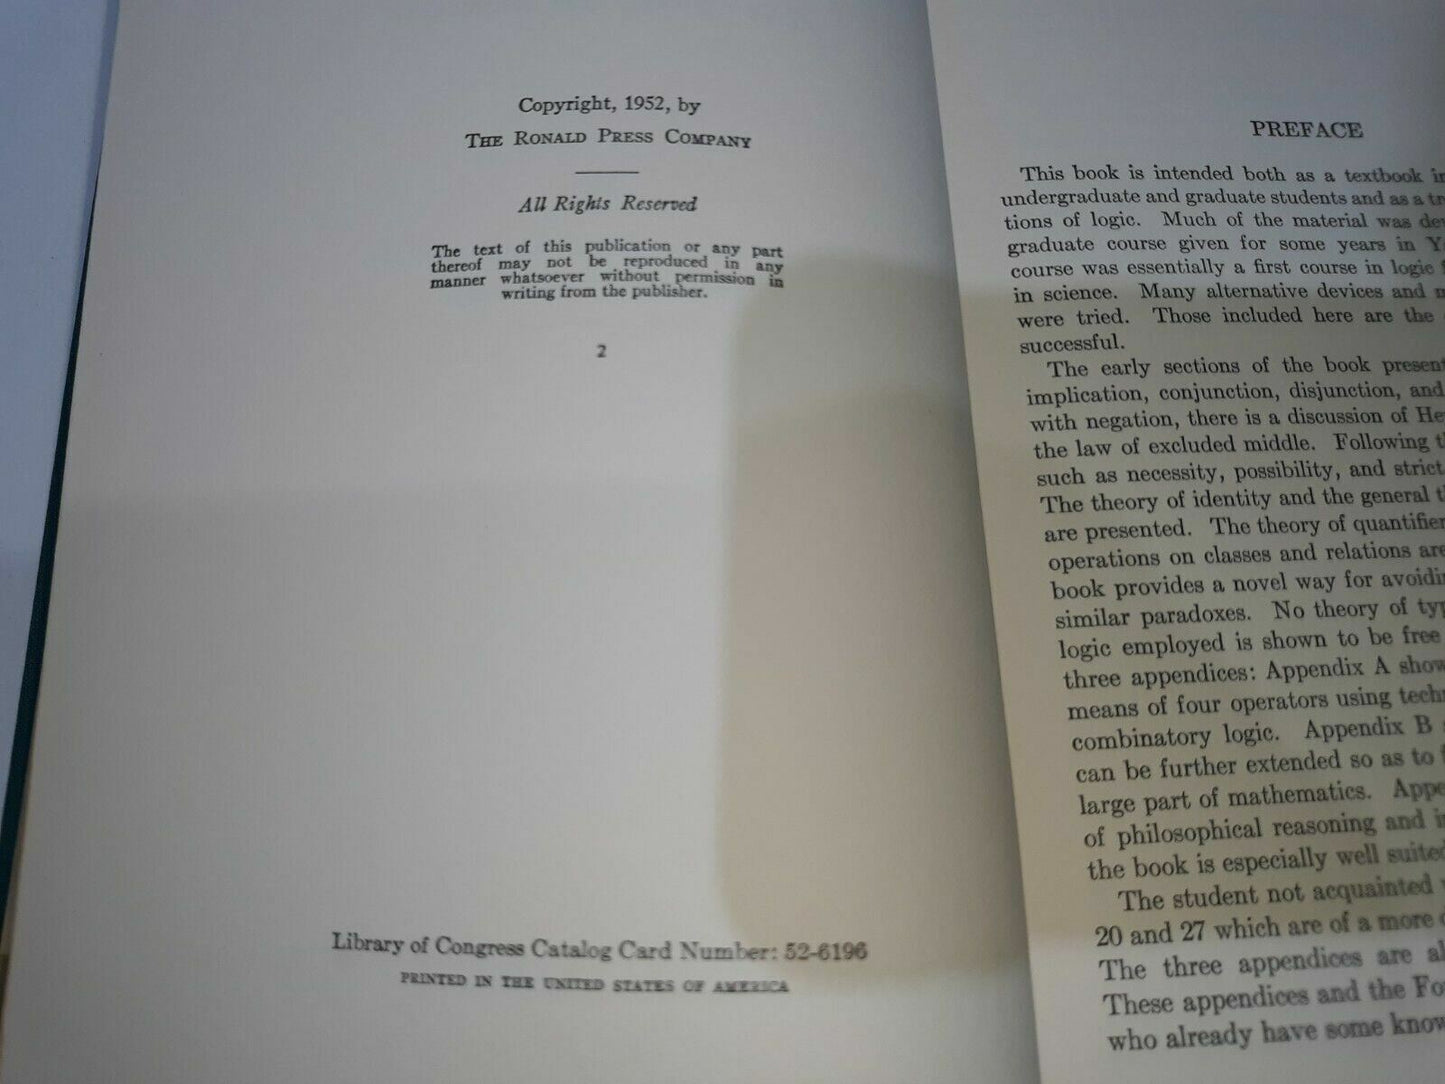 Copyright, 1952, by
THE RONALD PRESS COMPANY
All Rights Reserved
The text of this publication or any part
thereof may not be reproduced in any
manner whatsoever without permission in
writing from the publisher.
2
Library of Congress Catalog Card Number: 52-6196
PRINTED IN THE UNITED STATES OF AMERICA
PREFACE
This book is intended both as a textbook
undergraduate and graduate students and as a
tions of logic. Much of the material was
graduate course given for some years in
course was essentially a first course in logic
in science. Many alternative devices and
were tried. Those included here are the
successful.
The early sections of the book present
implication, conjunction, disjunction, and
with negation, there is a discussion of
the law of excluded middle. Following
such as necessity, possibility, and strict
The theory of identity and the general
are presented. The theory of quantifier
operations on classes and relations are
book provides a novel way for
similar paradoxes. No theory of
logic employed is shown to be free
three appendices: Appendix A
means of four operators using
combinatory logic. Appendix B
can be further extended so as to
large part of mathematics.
of philosophical reasoning and
the book is especially well suited
The student not acquainted
20 and 27 which are of a more
The three appendices are
These appendices and the
who already have some